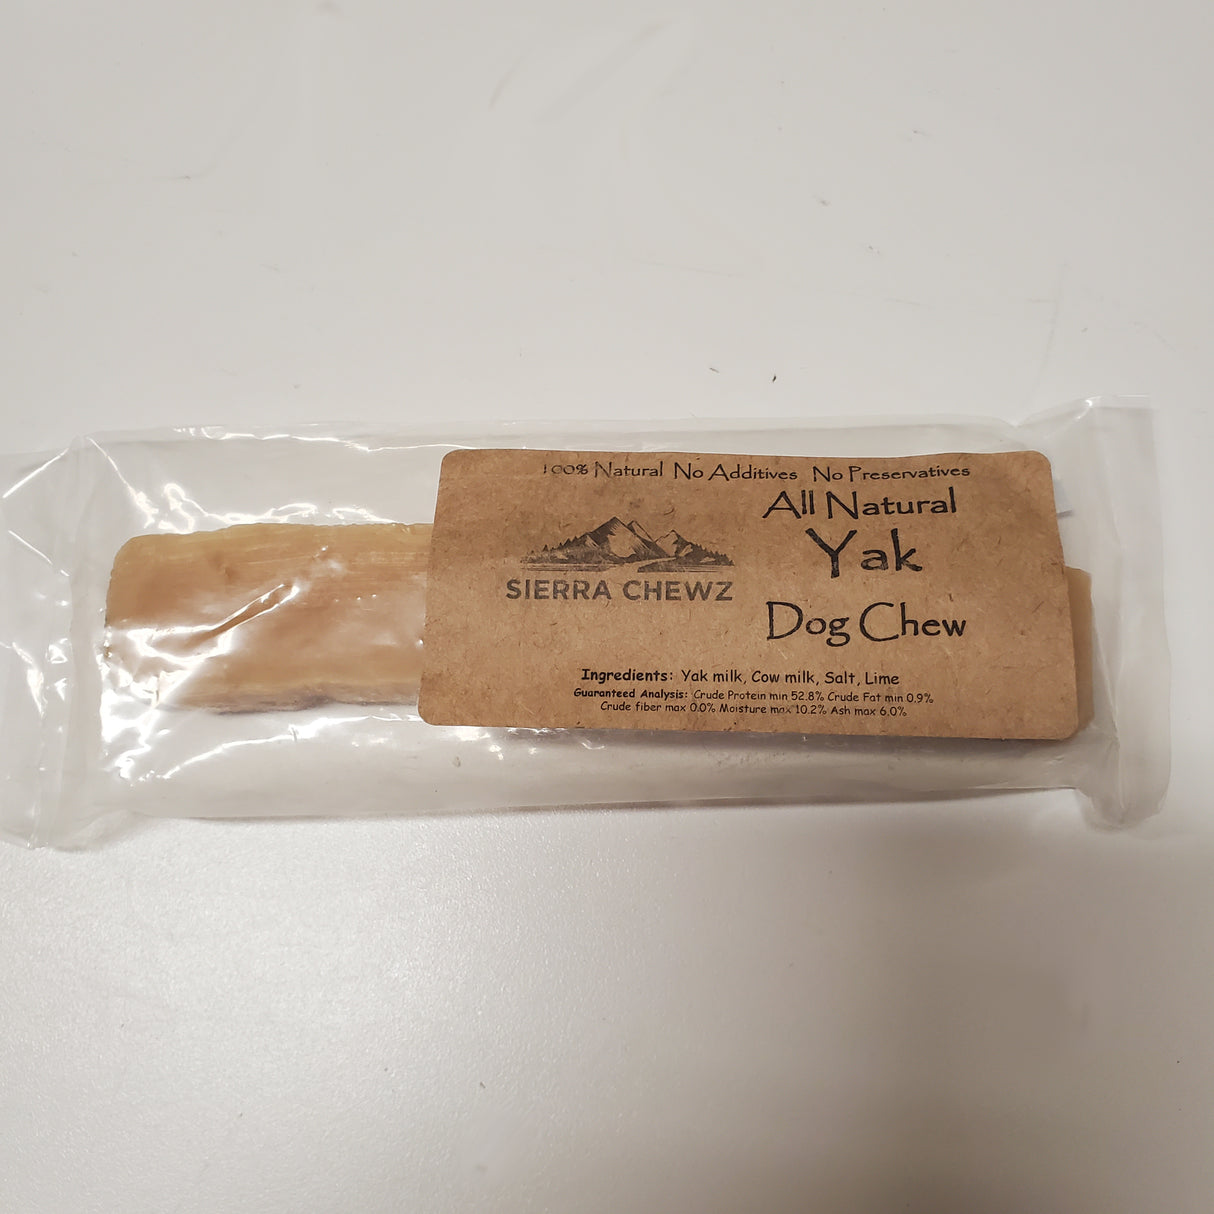 100% Natural No Additives No Preservatives
All Natural
Yak
SIERRA CHEWZ
Dog Chew
Ingredients: Yak milk, Cow milk, Salt, Lime
Guaranteed Analysis: Crude Protein min 52.8% Crude Fat min 0.9%
Crude fiber max 0.0% Moisture max 10.2% Ash max 6.0%